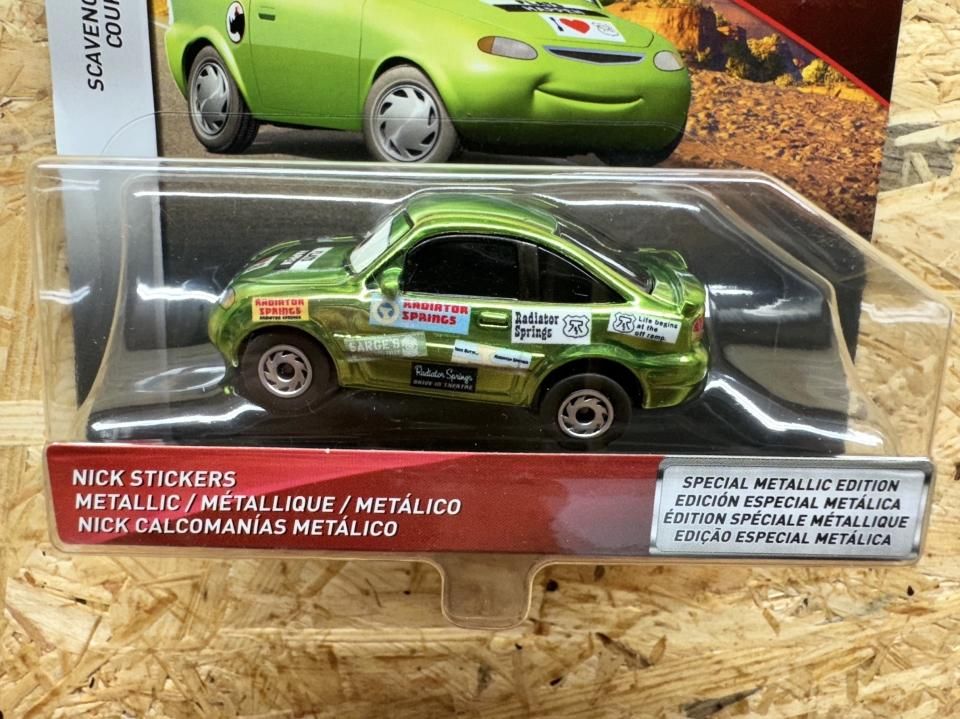 I ♥
RADIATOR
SPRINGS
RADIATOR
SPRINGS
SARGE'S
Radiator
Springs
Life begins
at the
off ramp.
Radiator Springs
DRIVE IN THEATRE
NICK STICKERS
METALLIC / MÉTALLIQUE / METÁLICO
NICK CALCOMANÍAS METÁLICO
SPECIAL METALLIC EDITION
EDICIÓN ESPECIAL METÁLICA
ÉDITION SPÉCIALE MÉTALLIQUE
EDIÇÃO ESPECIAL METÁLICA